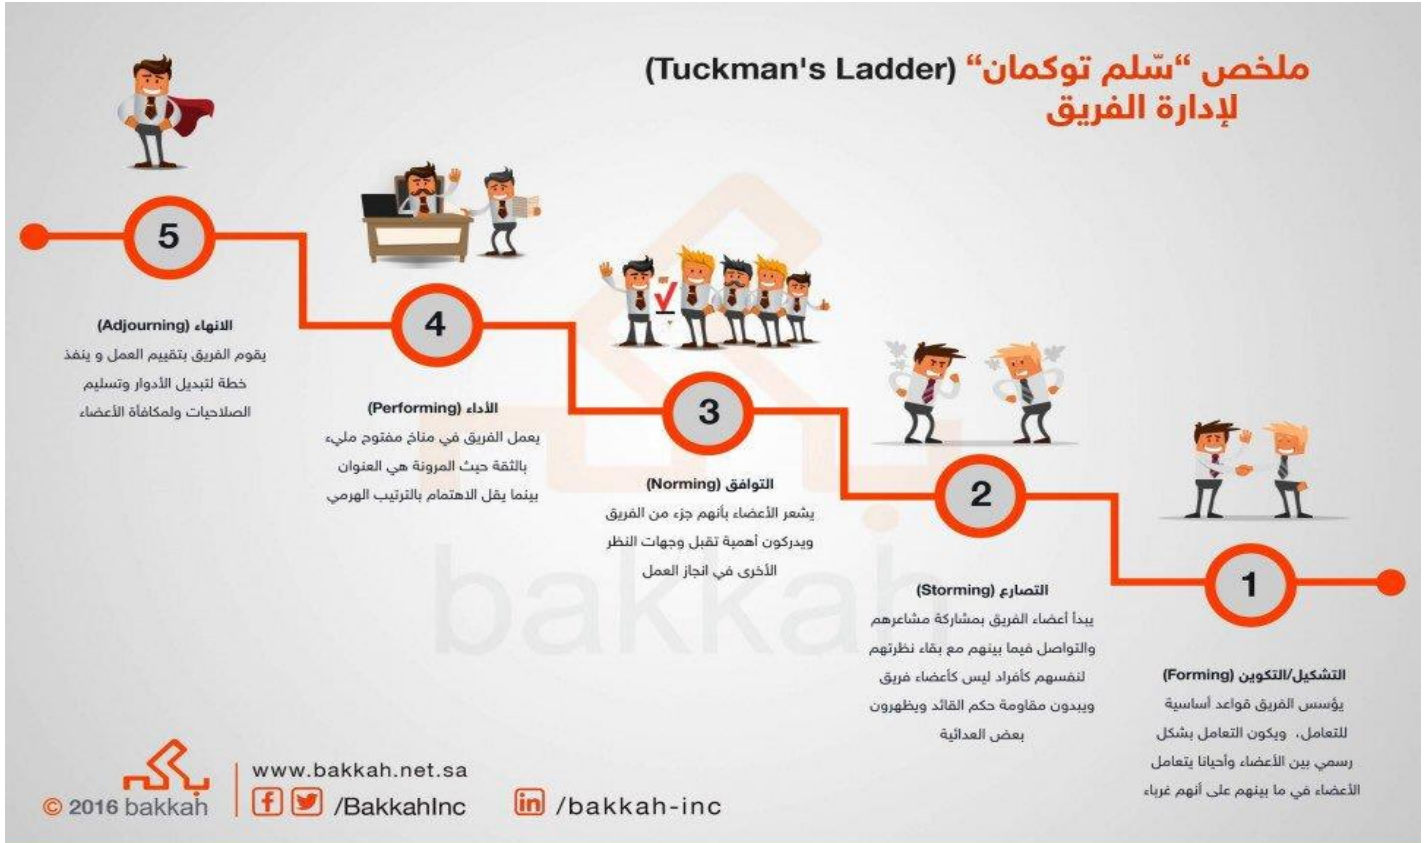 ملخص “سّلم توكمان“ (Tuckman's Ladder)
لإدارة الفريق
1
التشكيل/التكوين (Forming)
يؤسس الفريق قواعد أساسية
للتعامل، ويكون التعامل بشكل
رسمي بين الأعضاء وأحيانا يتعامل
الأعضاء في ما بينهم على أنهم غرباء
2
التصارع (Storming)
يبدأ أعضاء الفريق بمشاركة مشاعرهم
والتواصل فيما بينهم مع بقاء نظرتهم
لنفسهم كأفراد ليس كأعضاء فريق
ويبدون مقاومة حكم القائد ويظهرون
بعض العدائية
3
التوافق (Norming)
يشعر الأعضاء بأنهم جزء من الفريق
ويدركون أهمية تقبل وجهات النظر
الأخرى في انجاز العمل
4
الأداء (Performing)
يعمل الفريق في مناخ مفتوح مليء
بالثقة حيث المرونة هي العنوان
بينما يقل الاهتمام بالترتيب الهرمي
5
الانهاء (Adjourning)
يقوم الفريق بتقييم العمل و ينفذ
خطة لتبديل الأدوار وتسليم
الصلاحيات ولمكافأة الأعضاء
bakkah
بكه
© 2016 bakkah
www.bakkah.net.sa
/BakkahInc
in /bakkah-inc